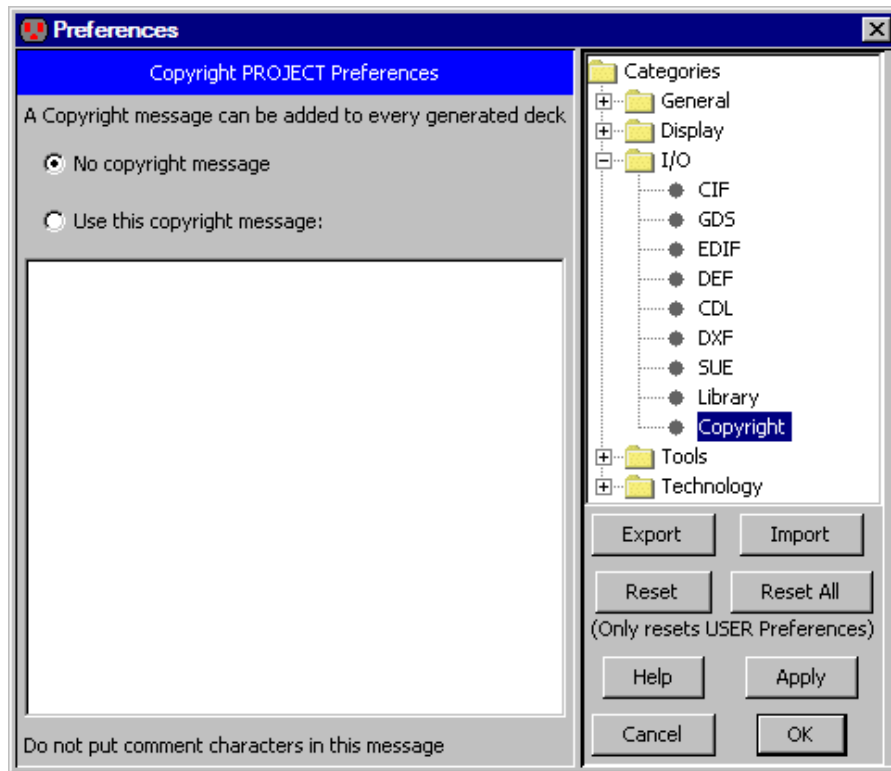 Preferences
Copyright PROJECT Preferences
A Copyright message can be added to every generated deck
No copyright message
Use this copyright message:
Do not put comment characters in this message
Categories
General
Display
I/O
CIF
GDS
EDIF
DEF
CDL
DXF
SUE
Library
Copyright
Tools
Technology
Export Import
Reset Reset All
(Only resets USER Preferences)
Help Apply
Cancel OK